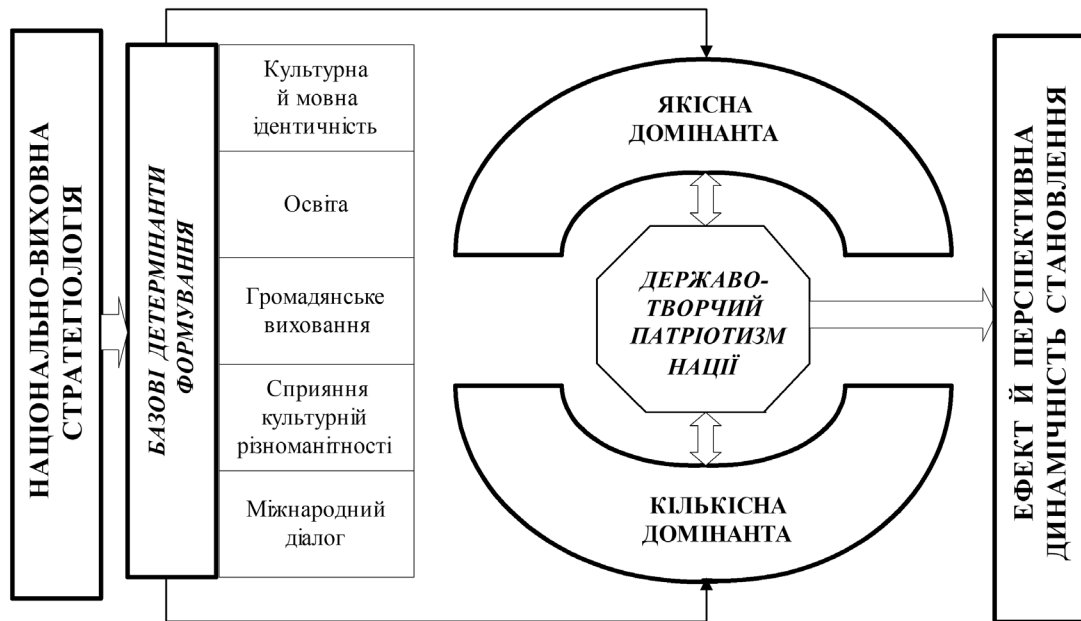 НАЦІОНАЛЬНО-ВИХОВНА
СТРАТЕГІОЛОГІЯ
БАЗОВІ ДЕТЕРМІНАНТИ
ФОРМУВАННЯ
Культурна
й мовна
ідентичність
Освіта
Громадянське
виховання
Сприяння
культурній
різноманітності
Міжнародний
діалог
ЯКІСНА
ДОМІНАНТА
ДЕРЖАВО-
ТВОРЧИЙ
ПАТРІОТИЗМ
НАЦІЇ
КІЛЬКІСНА
ДОМІНАНТА
ЕФЕКТ Й ПЕРСПЕКТИВНА
ДИНАМІЧНІСТЬ СТАНОВЛЕННЯ